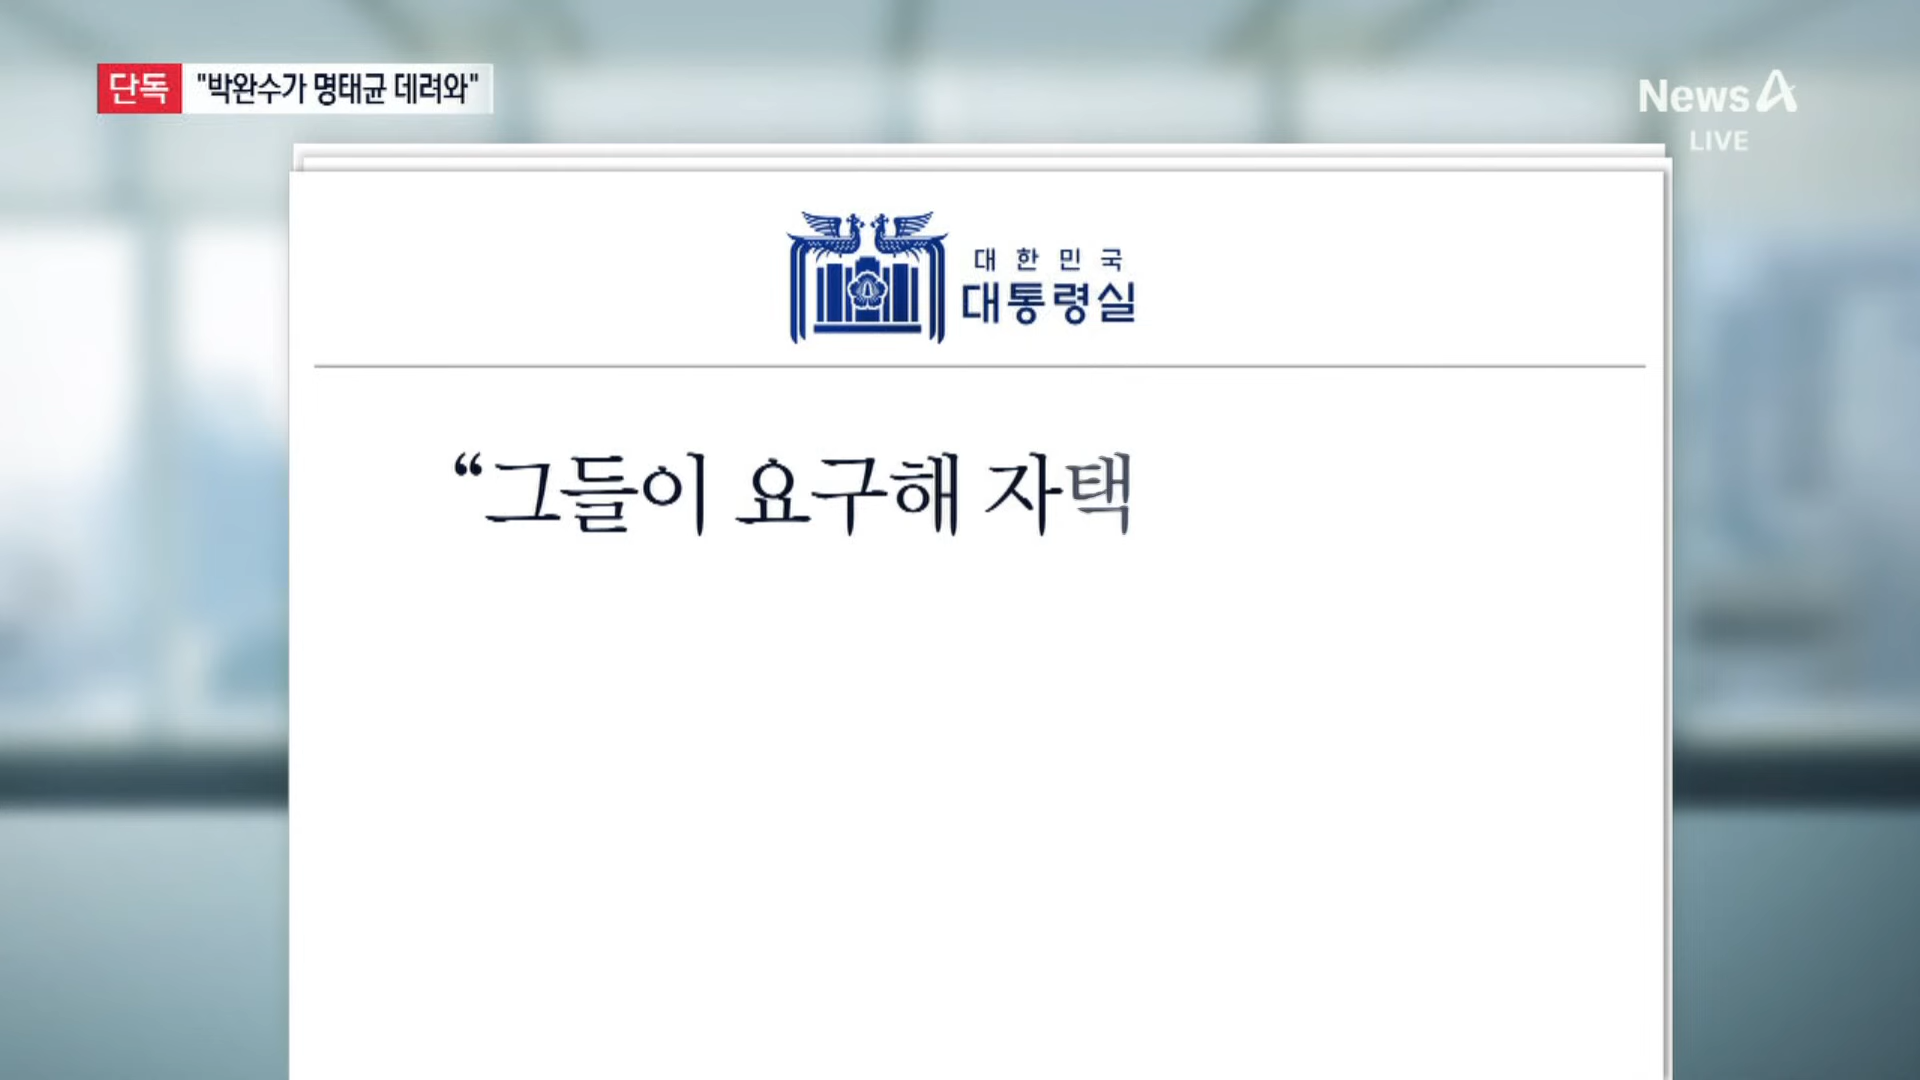 단독 "박완수가 명태균 데려와"
News A
LIVE
대한민국
대통령실
“그들이 요구해 자택